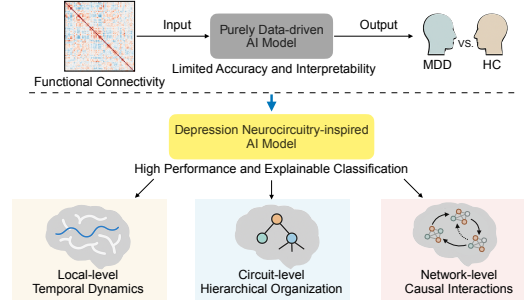 Input
Purely Data-driven
AI Model
Output
VS.
MDD
HC
Functional Connectivity
Limited Accuracy and Interpretability
Depression Neurocircuitry-inspired
AI Model
High Performance and Explainable Classification
Local-level
Temporal Dynamics
Circuit-level
Hierarchical Organization
Network-level
Causal Interactions